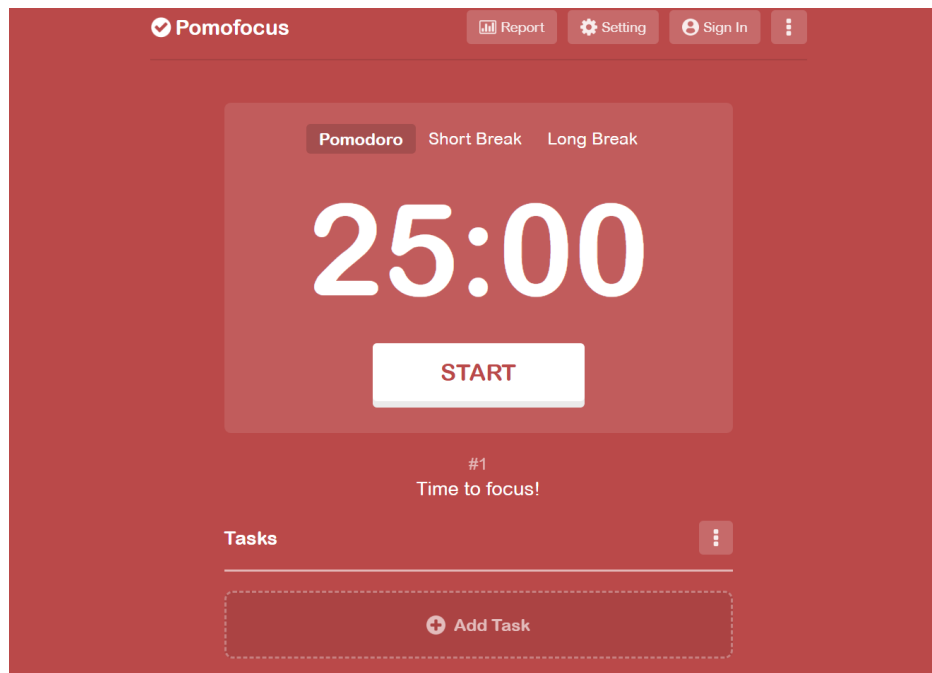 Pomofocus Report Setting Sign In
Pomodoro Short Break Long Break
25:00
START
#1
Time to focus!
Tasks
Add Task